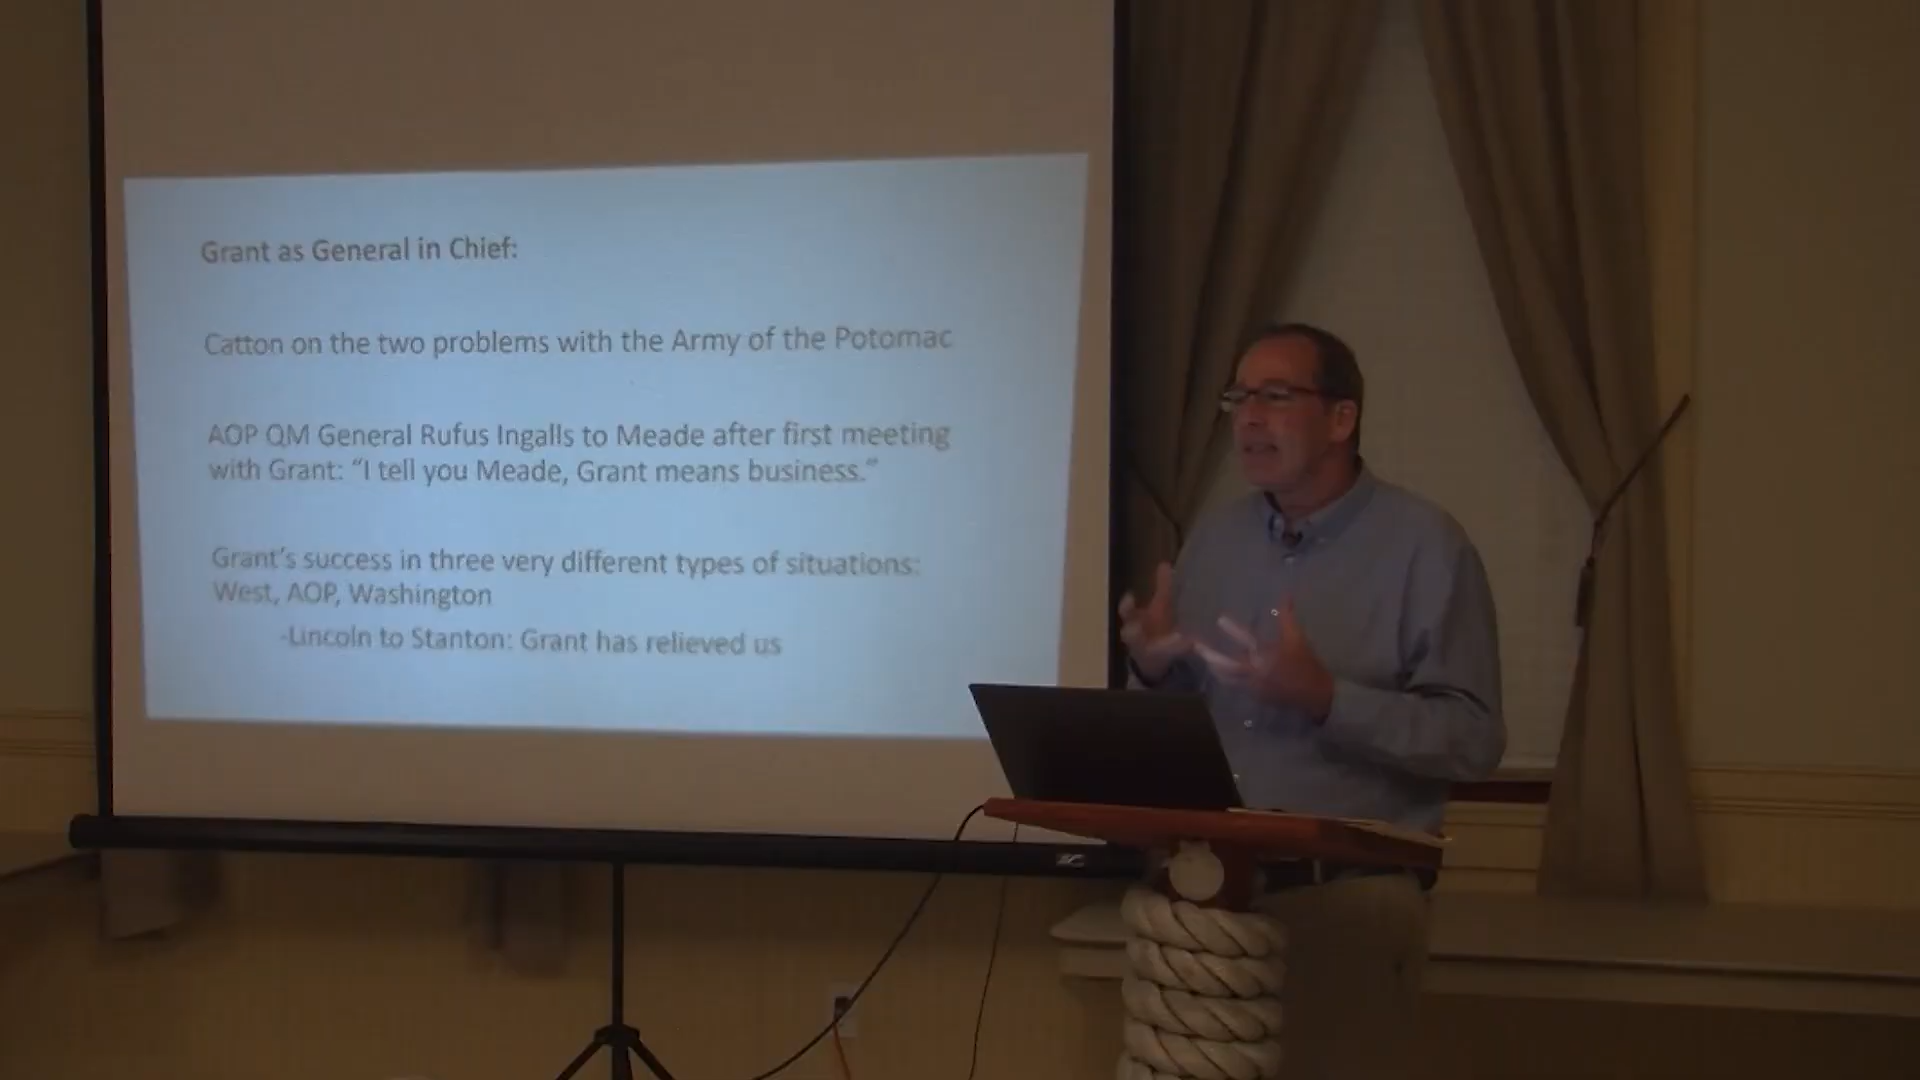 Grant as General in Chief:
Catton on the two problems with the Army of the Potomac
AOP QM General Rufus Ingalls to Meade after first meeting
with Grant: “I tell you Meade, Grant means business.”
Grant’s success in three very different types of situations:
West, AOP, Washington
-Lincoln to Stanton: Grant has relieved us